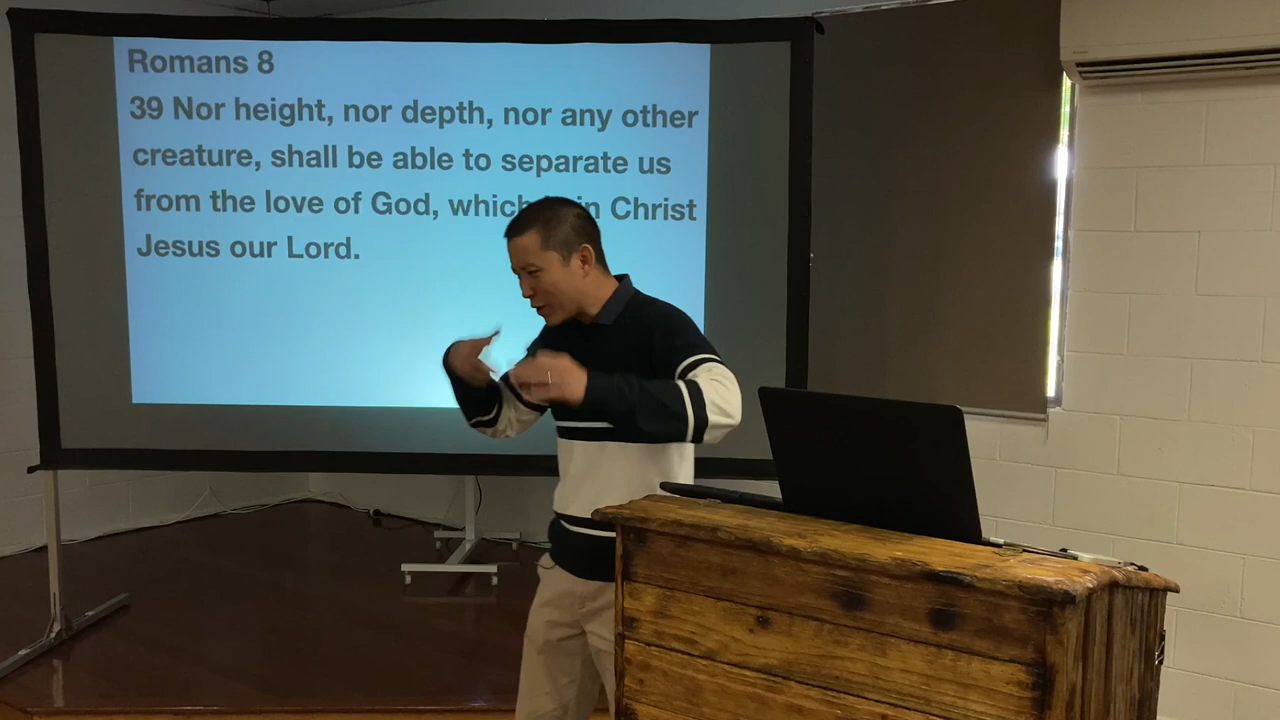 Romans 8
39 Nor height, nor depth, nor any other
creature, shall be able to separate us
from the love of God, which in Christ
Jesus our Lord.